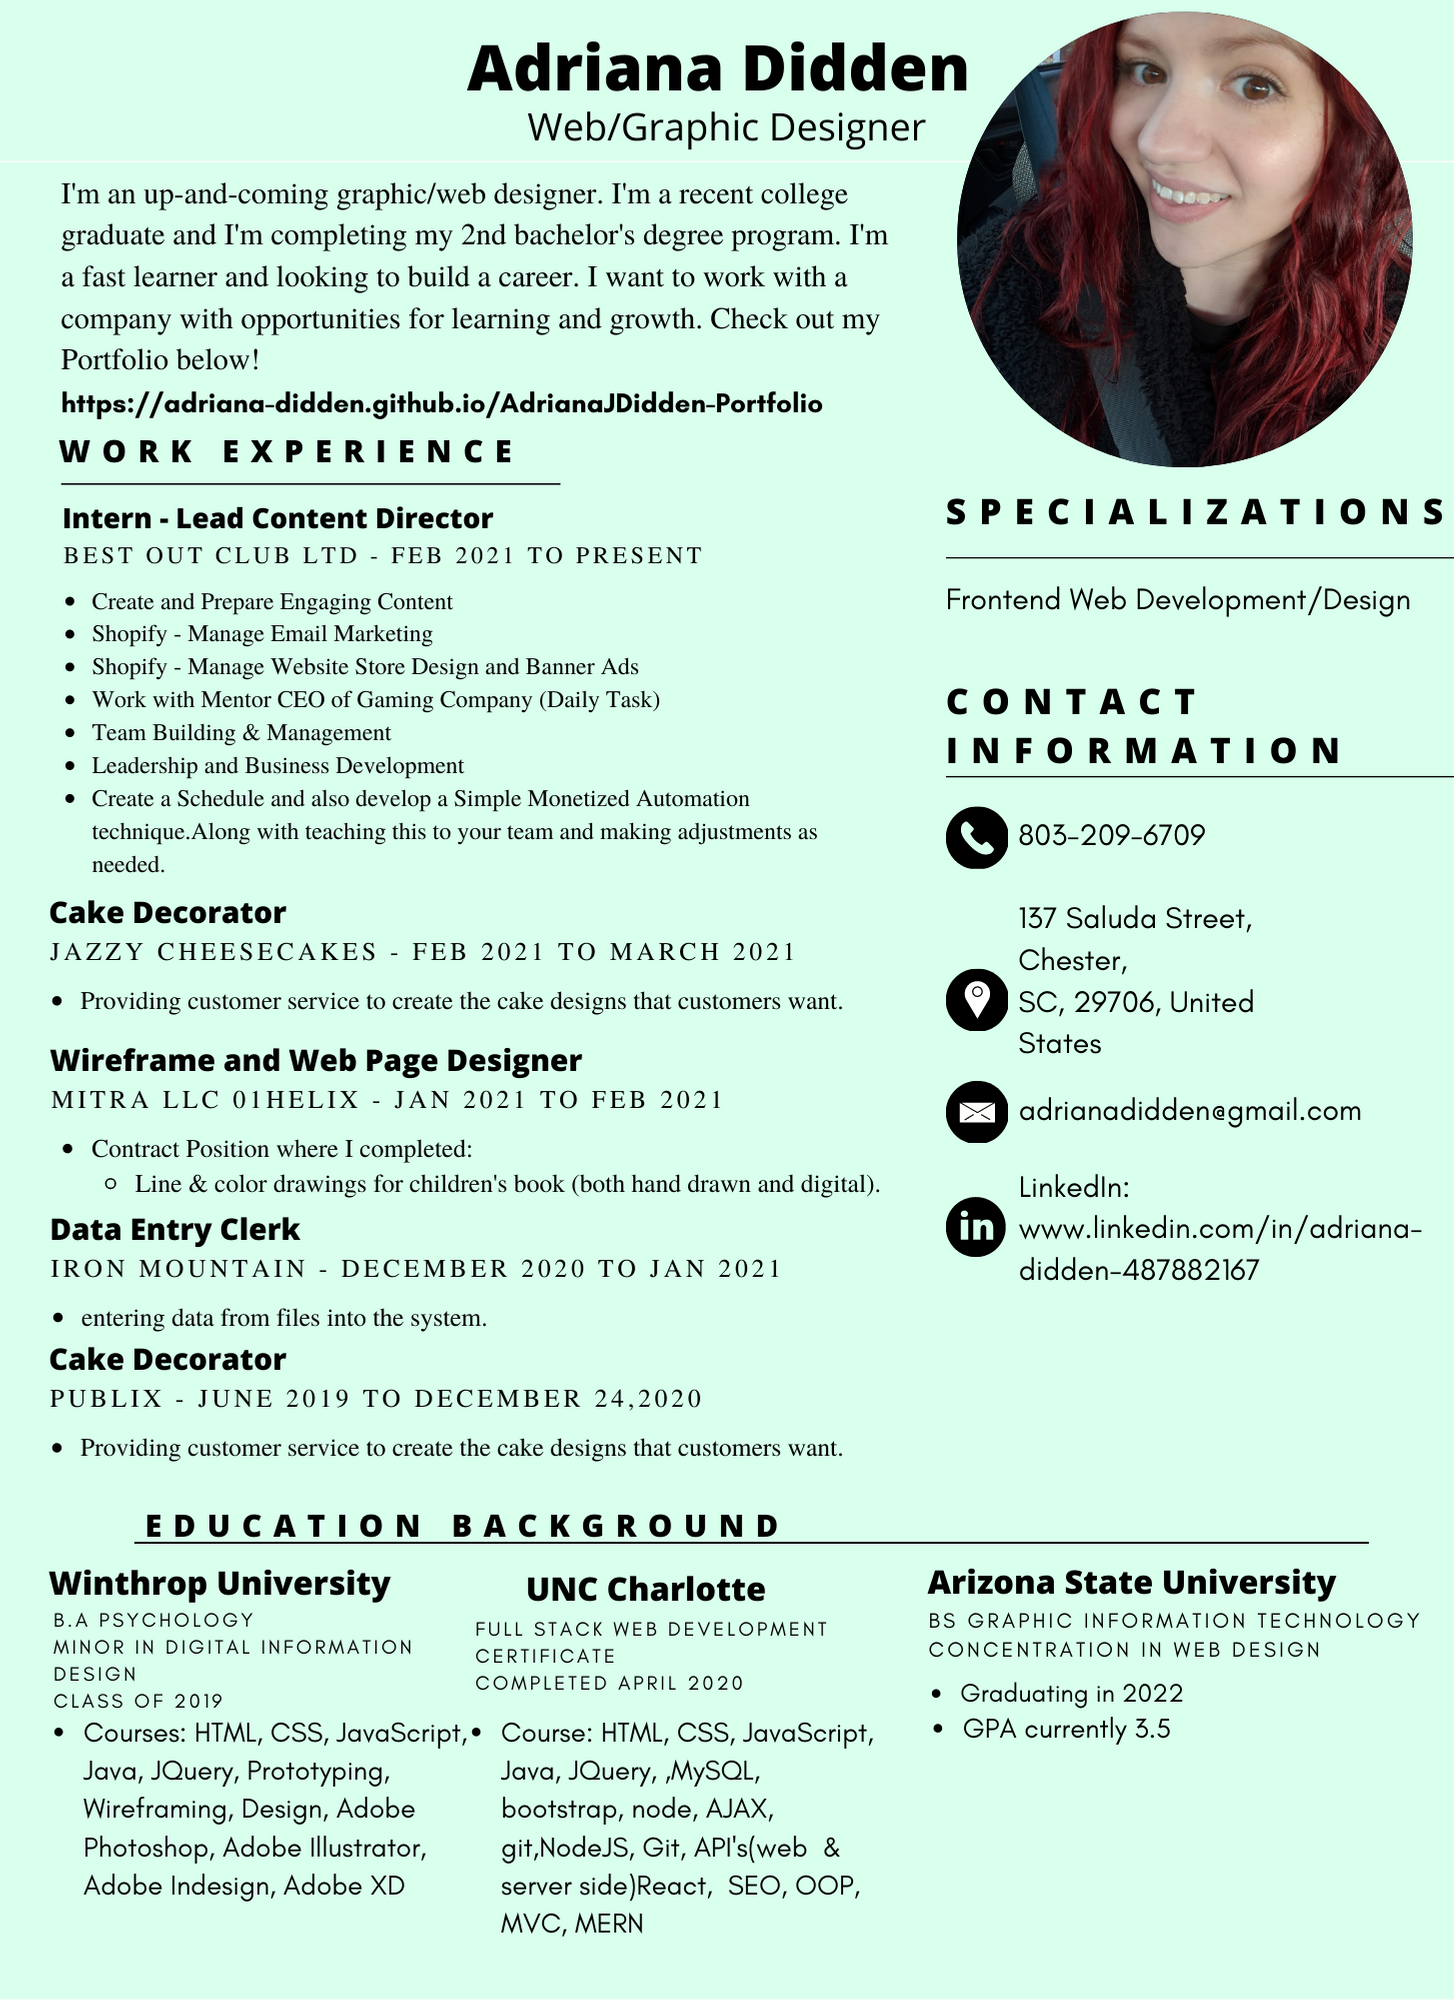 Adriana Didden
Web/Graphic Designer
I'm an up-and-coming graphic/web designer. I'm a recent college
graduate and I'm completing my 2nd bachelor's degree program. I'm
a fast learner and looking to build a career. I want to work with a
company with opportunities for learning and growth. Check out my
Portfolio below!
https://adriana-didden.github.io/AdrianaJDidden-Portfolio
WORK EXPERIENCE
Intern - Lead Content Director
BEST OUT CLUB LTD - FEB 2021 TO PRESENT
• Create and Prepare Engaging Content
• Shopify - Manage Email Marketing
• Shopify - Manage Website Store Design and Banner Ads
• Work with Mentor CEO of Gaming Company (Daily Task)
• Team Building & Management
• Leadership and Business Development
• Create a Schedule and also develop a Simple Monetized Automation
technique.Along with teaching this to your team and making adjustments as
needed.
Cake Decorator
JAZZY CHEESECAKES - FEB 2021 TO MARCH 2021
• Providing customer service to create the cake designs that customers want.
Wireframe and Web Page Designer
MITRA LLC 01HELIX - JAN 2021 TO FEB 2021
• Contract Position where I completed:
○ Line & color drawings for children's book (both hand drawn and digital).
Data Entry Clerk
IRON MOUNTAIN - DECEMBER 2020 TO JAN 2021
• entering data from files into the system.
Cake Decorator
PUBLIX - JUNE 2019 TO DECEMBER 24,2020
• Providing customer service to create the cake designs that customers want.
SPECIALIZATIONS
Frontend Web Development/Design
CONTACT
INFORMATION
803-209-6709
137 Saluda Street,
Chester,
SC, 29706, United
States
adrianadidden@gmail.com
LinkedIn:
www.linkedin.com/in/adriana-
didden-487882167
EDUCATION BACKGROUND
Winthrop University
B.A PSYCHOLOGY
MINOR IN DIGITAL INFORMATION
DESIGN
CLASS OF 2019
• Courses: HTML, CSS, JavaScript,
Java, JQuery, Prototyping,
Wireframing, Design, Adobe
Photoshop, Adobe Illustrator,
Adobe Indesign, Adobe XD
UNC Charlotte
FULL STACK WEB DEVELOPMENT
CERTIFICATE
COMPLETED APRIL 2020
• Course: HTML, CSS, JavaScript,
Java, JQuery, ,MySQL,
bootstrap, node, AJAX,
git,NodeJS, Git, API's(web  &
server side)React,  SEO, OOP,
MVC, MERN
Arizona State University
BS GRAPHIC INFORMATION TECHNOLOGY
CONCENTRATION IN WEB DESIGN
• Graduating in 2022
• GPA currently 3.5